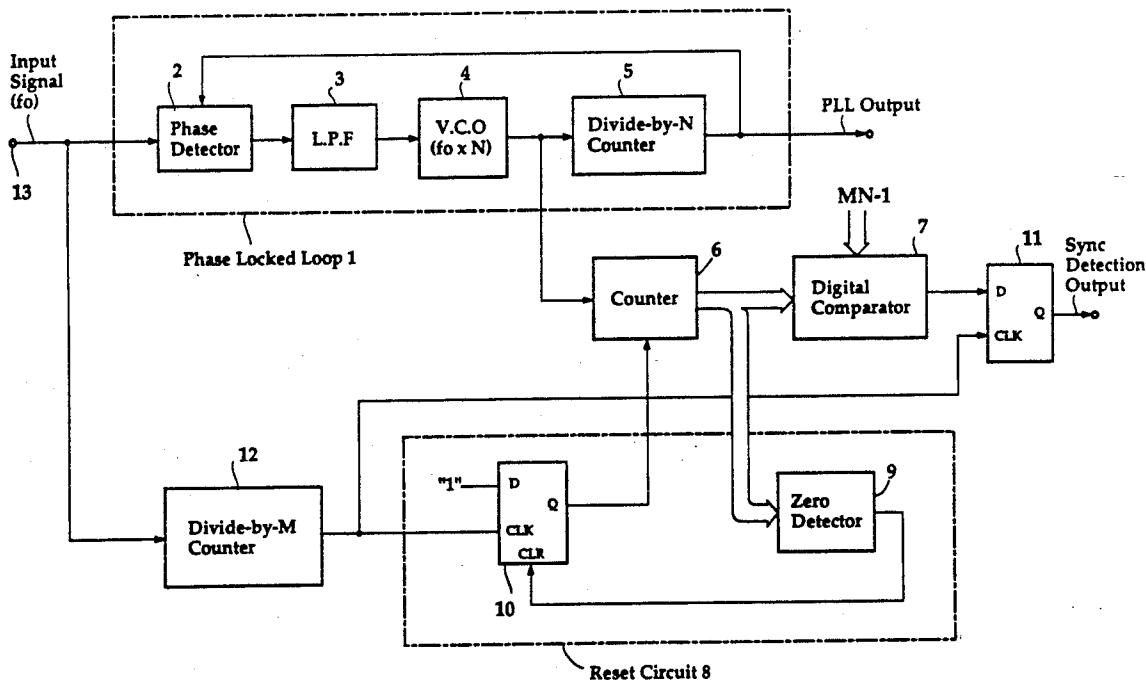 Input
Signal
(fo)
13
2
Phase
Detector
3
L.P.F
4
V.C.O
(fo x N)
5
Divide-by-N
Counter
PLL Output
Phase Locked Loop 1
6
Counter
MN-1
7
Digital
Comparator
11
D
Q
CLK
Sync
Detection
Output
12
Divide-by-M
Counter
"1"
D
Q
CLK
CLR
10
9
Zero
Detector
Reset Circuit 8